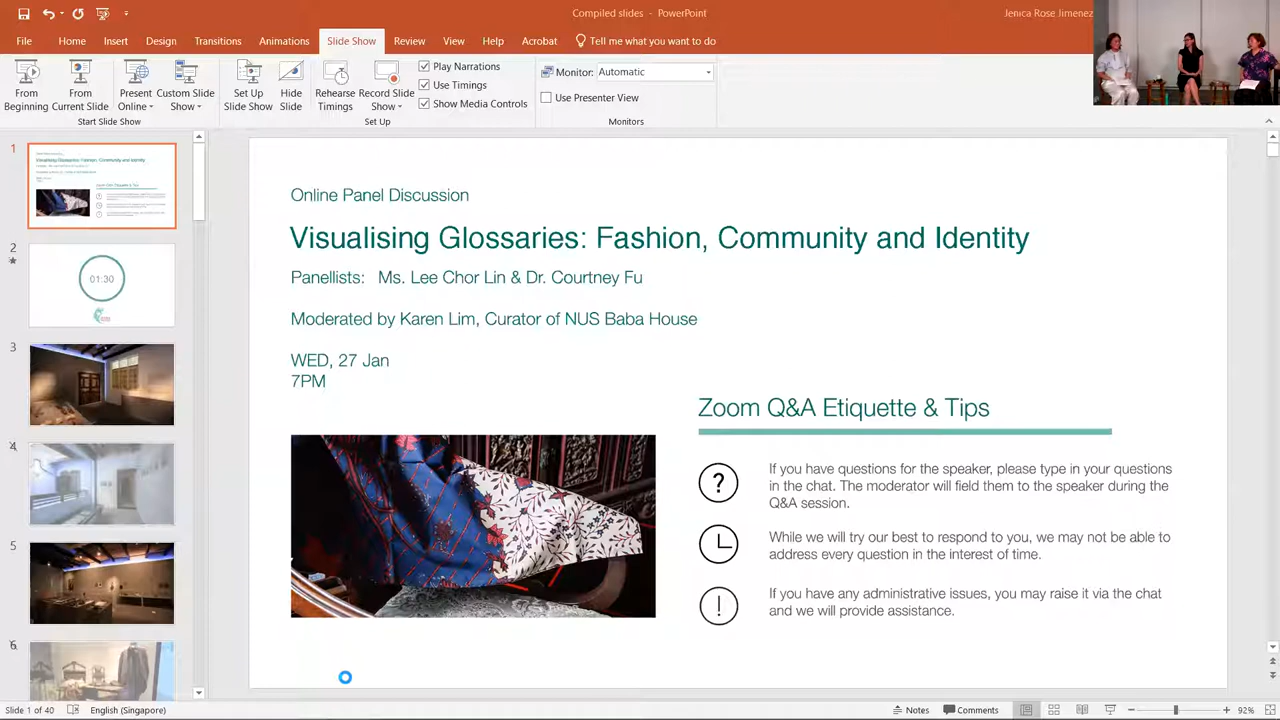 Compiled slides - PowerPoint
Jenica Rose Jimenez
File Home Insert Design Transitions Animations Slide Show Review View Help Acrobat Tell me what you want to do
From Beginning
From Current Slide
Present Online
Custom Slide Show
Set Up Slide Show
Hide Slide
Rehearse Timings
Record Slide Show
Play Narrations
Use Timings
Show Media Controls
Monitor: Automatic
Use Presenter View
Start Slide Show
Set Up
Monitors
1
2
01:30
3
4
5
6
Online Panel Discussion
Visualising Glossaries: Fashion, Community and Identity
Panellists: Ms. Lee Chor Lin & Dr. Courtney Fu
Moderated by Karen Lim, Curator of NUS Baba House
WED, 27 Jan
7PM
Zoom Q&A Etiquette & Tips
?
If you have questions for the speaker, please type in your questions
in the chat. The moderator will field them to the speaker during the
Q&A session.
While we will try our best to respond to you, we may not be able to
address every question in the interest of time.
!
If you have any administrative issues, you may raise it via the chat
and we will provide assistance.
Slide 1 of 40 English (Singapore) Notes Comments 92%